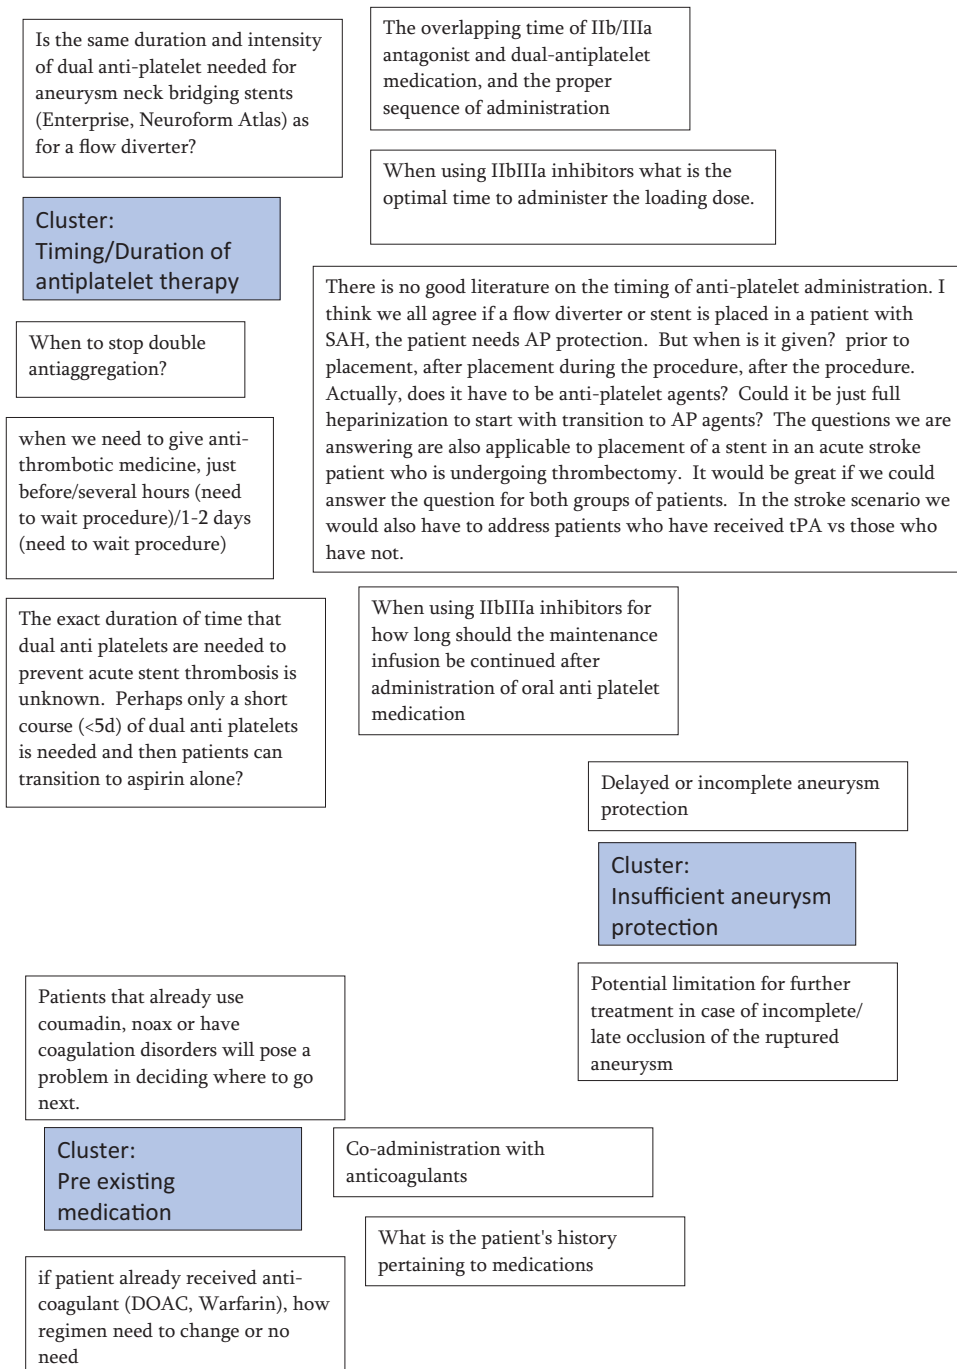 Is the same duration and intensity
of dual anti-platelet needed for
aneurysm neck bridging stents
(Enterprise, Neuroform Atlas) as
for a flow diverter?
The overlapping time of IIb/IIIa
antagonist and dual-antiplatelet
medication, and the proper
sequence of administration
When using IIbIIIa inhibitors what is the
optimal time to administer the loading dose.
Cluster:
Timing/Duration of
antiplatelet therapy
There is no good literature on the timing of anti-platelet administration. I
think we all agree if a flow diverter or stent is placed in a patient with
SAH, the patient needs AP protection.  But when is it given?  prior to
placement, after placement during the procedure, after the procedure.
Actually, does it have to be anti-platelet agents?  Could it be just full
heparinization to start with transition to AP agents?  The questions we are
answering are also applicable to placement of a stent in an acute stroke
patient who is undergoing thrombectomy.  It would be great if we could
answer the question for both groups of patients.  In the stroke scenario we
would also have to address patients who have received tPA vs those who
have not.
When to stop double
antiaggregation?
when we need to give anti-
thrombotic medicine, just
before/several hours (need
to wait procedure)/1-2 days
(need to wait procedure)
The exact duration of time that
dual anti platelets are needed to
prevent acute stent thrombosis is
unknown.  Perhaps only a short
course (<5d) of dual anti platelets
is needed and then patients can
transition to aspirin alone?
When using IIbIIIa inhibitors for
how long should the maintenance
infusion be continued after
administration of oral anti platelet
medication
Delayed or incomplete aneurysm
protection
Cluster:
Insufficient aneurysm
protection
Potential limitation for further
treatment in case of incomplete/
late occlusion of the ruptured
aneurysm
Patients that already use
coumadin, noax or have
coagulation disorders will pose a
problem in deciding where to go
next.
Cluster:
Pre existing
medication
Co-administration with
anticoagulants
What is the patient's history
pertaining to medications
if patient already received anti-
coagulant (DOAC, Warfarin), how
regimen need to change or no
need